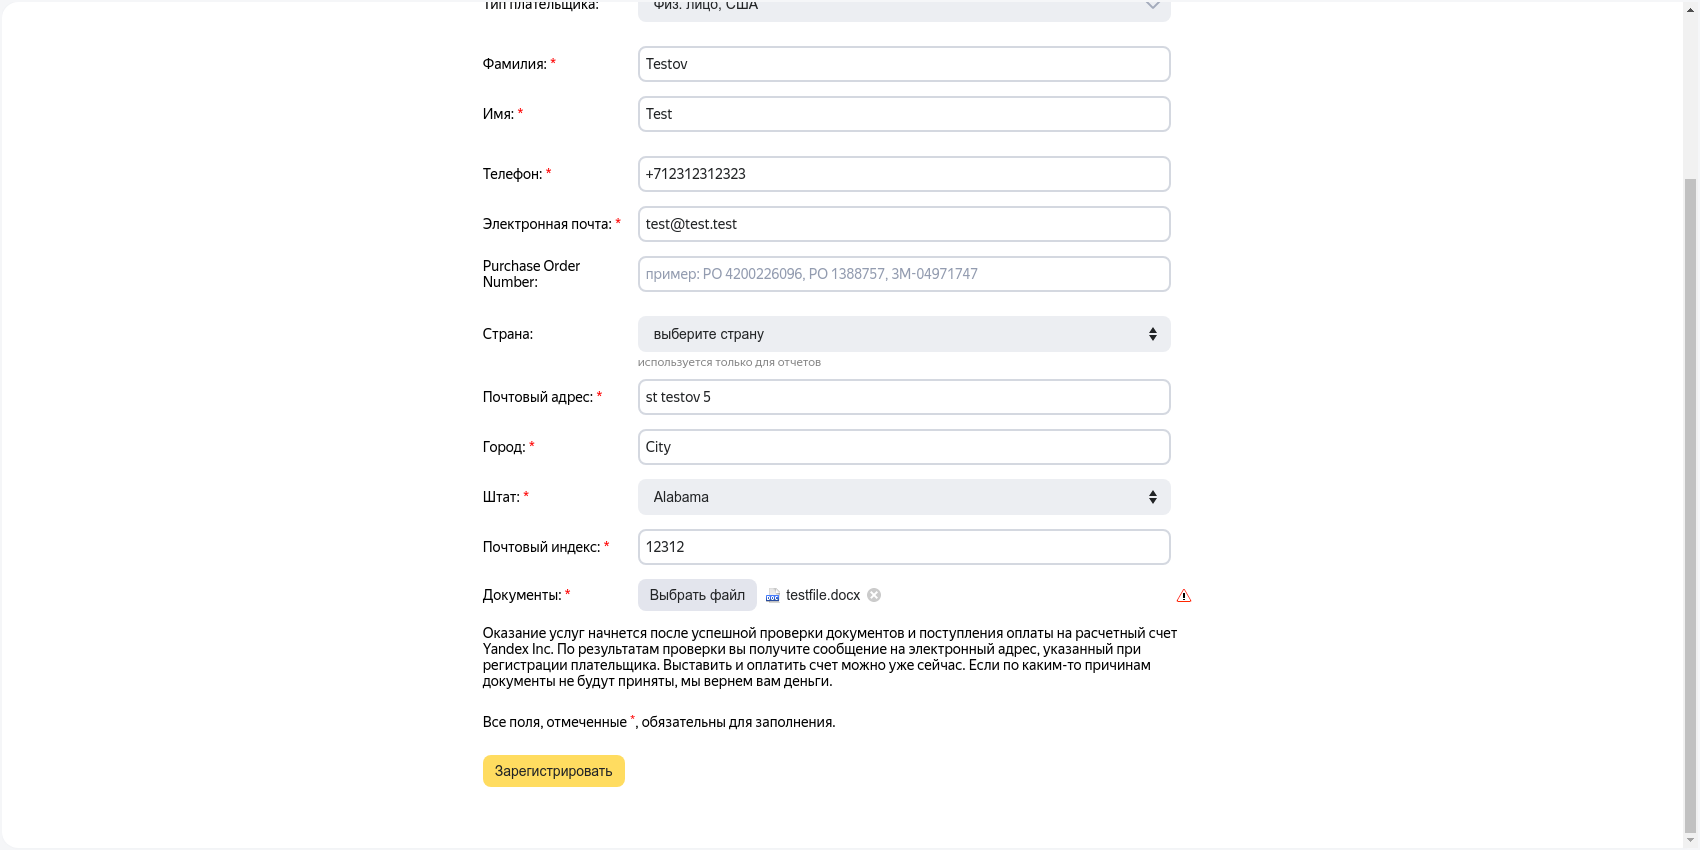 Тип плательщика: Физ. лицо, США
Фамилия: * Testov
Имя: * Test
Телефон: * +712312312323
Электронная почта: * test@test.test
Purchase Order
Number: пример: PO 4200226096, PO 1388757, 3M-04971747
Страна: выберите страну
используется только для отчетов
Почтовый адрес: * st testov 5
Город: * City
Штат: * Alabama
Почтовый индекс: * 12312
Документы: * Выбрать файл DOC testfile.docx
Оказание услуг начнется после успешной проверки документов и поступления оплаты на расчетный счет
Yandex Inc. По результатам проверки вы получите сообщение на электронный адрес, указанный при
регистрации плательщика. Выставить и оплатить счет можно уже сейчас. Если по каким-то причинам
документы не будут приняты, мы вернем вам деньги.
Все поля, отмеченные *, обязательны для заполнения.
Зарегистрировать